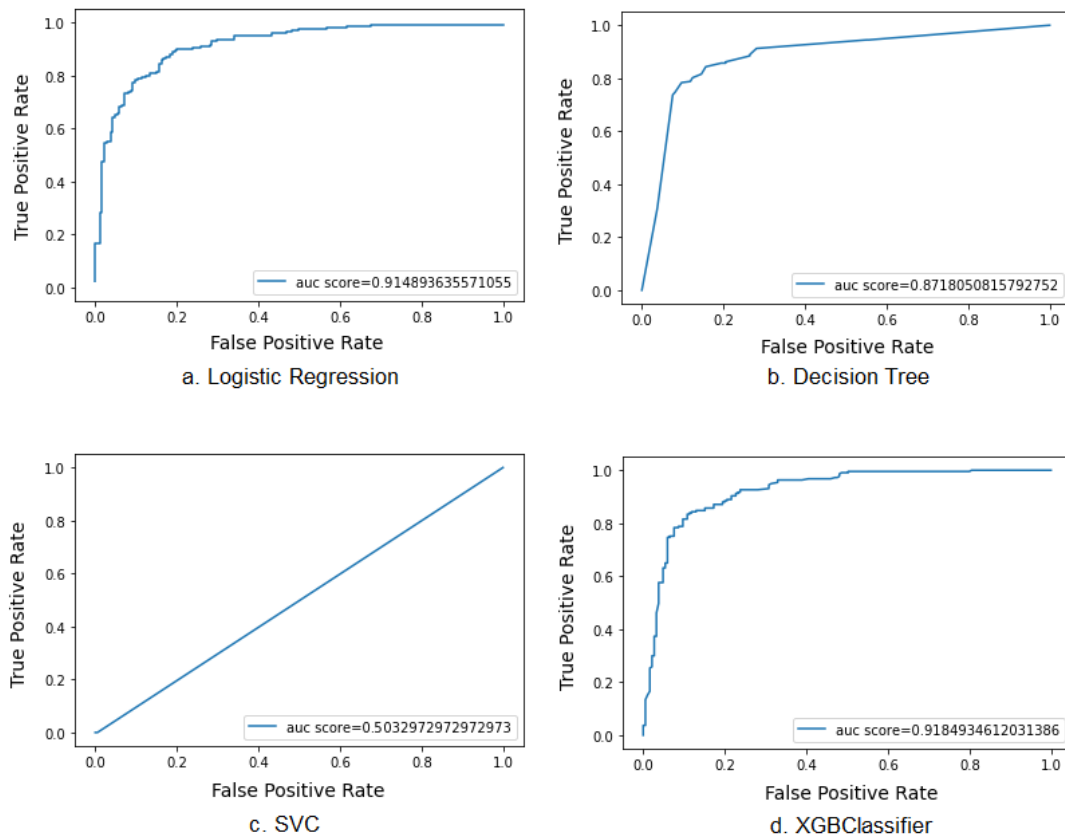 1.0
0.8
0.6
0.4
0.2
0.0
True Positive Rate
auc score=0.914893635571055
0.0 0.2 0.4 0.6 0.8 1.0
False Positive Rate
a. Logistic Regression
1.0
0.8
0.6
0.4
0.2
0.0
True Positive Rate
auc score=0.8718050815792752
0.0 0.2 0.4 0.6 0.8 1.0
False Positive Rate
b. Decision Tree
1.0
0.8
0.6
0.4
0.2
0.0
True Positive Rate
auc score=0.5032972972972973
0.0 0.2 0.4 0.6 0.8 1.0
False Positive Rate
c. SVC
1.0
0.8
0.6
0.4
0.2
0.0
True Positive Rate
auc score=0.9184934612031386
0.0 0.2 0.4 0.6 0.8 1.0
False Positive Rate
d. XGBClassifier